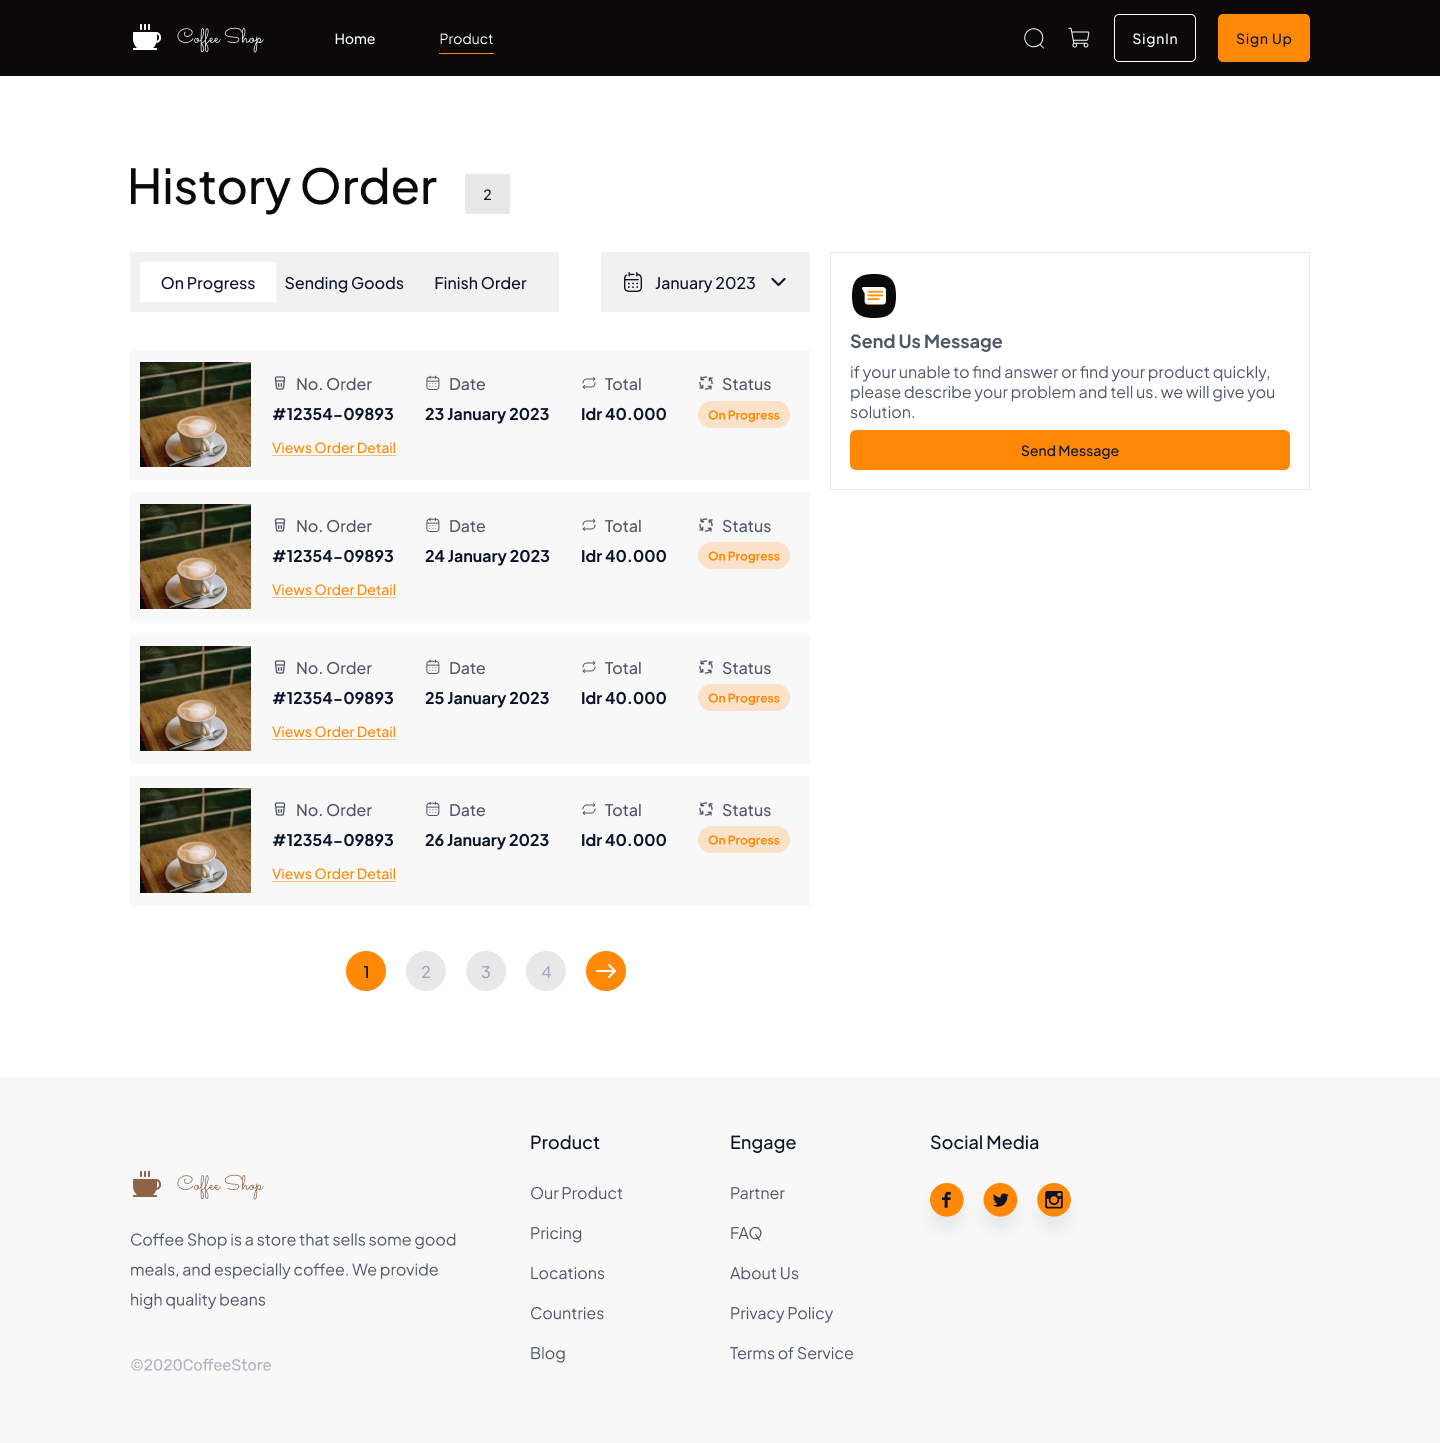 Coffee Shop
Home
Product
SignIn
Sign Up
History Order
2
On Progress
Sending Goods
Finish Order
January 2023
Send Us Message
if your unable to find answer or find your product quickly,
please describe your problem and tell us. we will give you
solution.
Send Message
No. Order
Date
Total
Status
#12354-09893
23 January 2023
Idr 40.000
On Progress
Views Order Detail
No. Order
Date
Total
Status
#12354-09893
24 January 2023
Idr 40.000
On Progress
Views Order Detail
No. Order
Date
Total
Status
#12354-09893
25 January 2023
Idr 40.000
On Progress
Views Order Detail
No. Order
Date
Total
Status
#12354-09893
26 January 2023
Idr 40.000
On Progress
Views Order Detail
1
2
3
4
Coffee Shop
Coffee Shop is a store that sells some good
meals, and especially coffee. We provide
high quality beans
©2020CoffeeStore
Product
Our Product
Pricing
Locations
Countries
Blog
Engage
Partner
FAQ
About Us
Privacy Policy
Terms of Service
Social Media